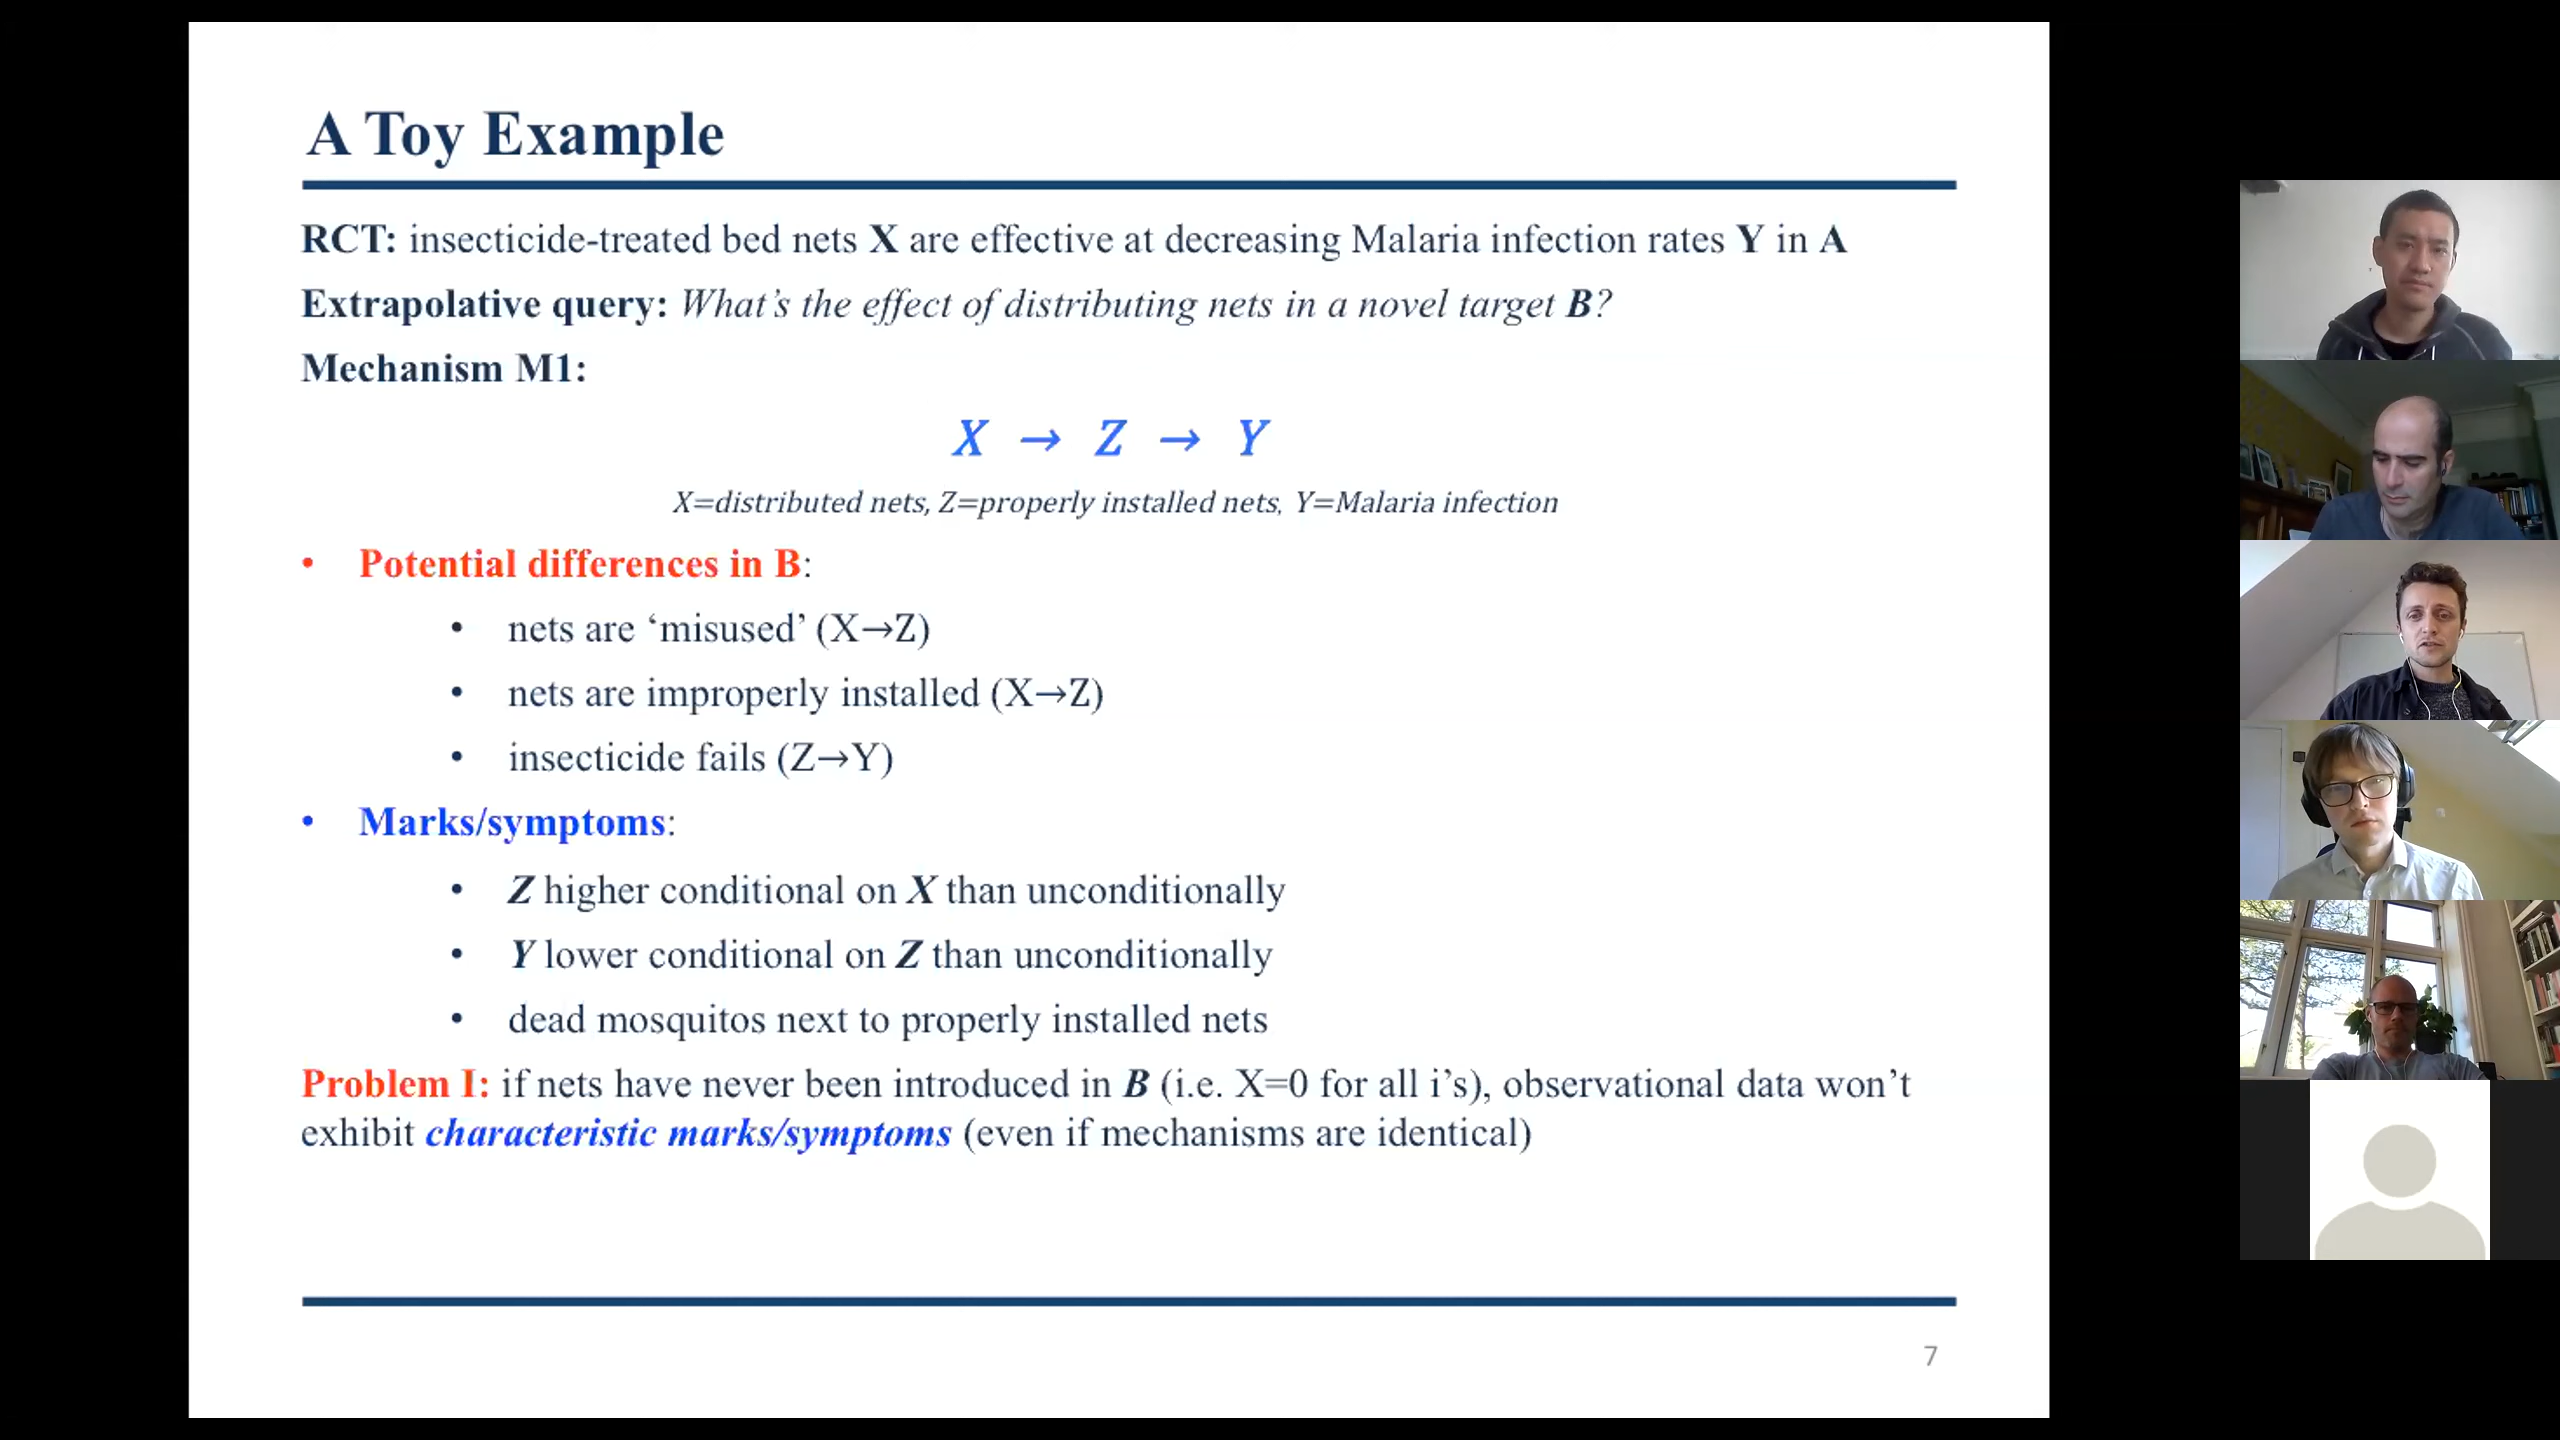 A Toy Example
RCT: insecticide-treated bed nets X are effective at decreasing Malaria infection rates Y in A
Extrapolative query: What’s the effect of distributing nets in a novel target B?
Mechanism M1:
X → Z → Y
X=distributed nets, Z=properly installed nets, Y=Malaria infection
• Potential differences in B:
• nets are ‘misused’ (X→Z)
• nets are improperly installed (X→Z)
• insecticide fails (Z→Y)
• Marks/symptoms:
• Z higher conditional on X than unconditionally
• Y lower conditional on Z than unconditionally
• dead mosquitos next to properly installed nets
Problem I: if nets have never been introduced in B (i.e. X=0 for all i’s), observational data won’t
exhibit characteristic marks/symptoms (even if mechanisms are identical)
7